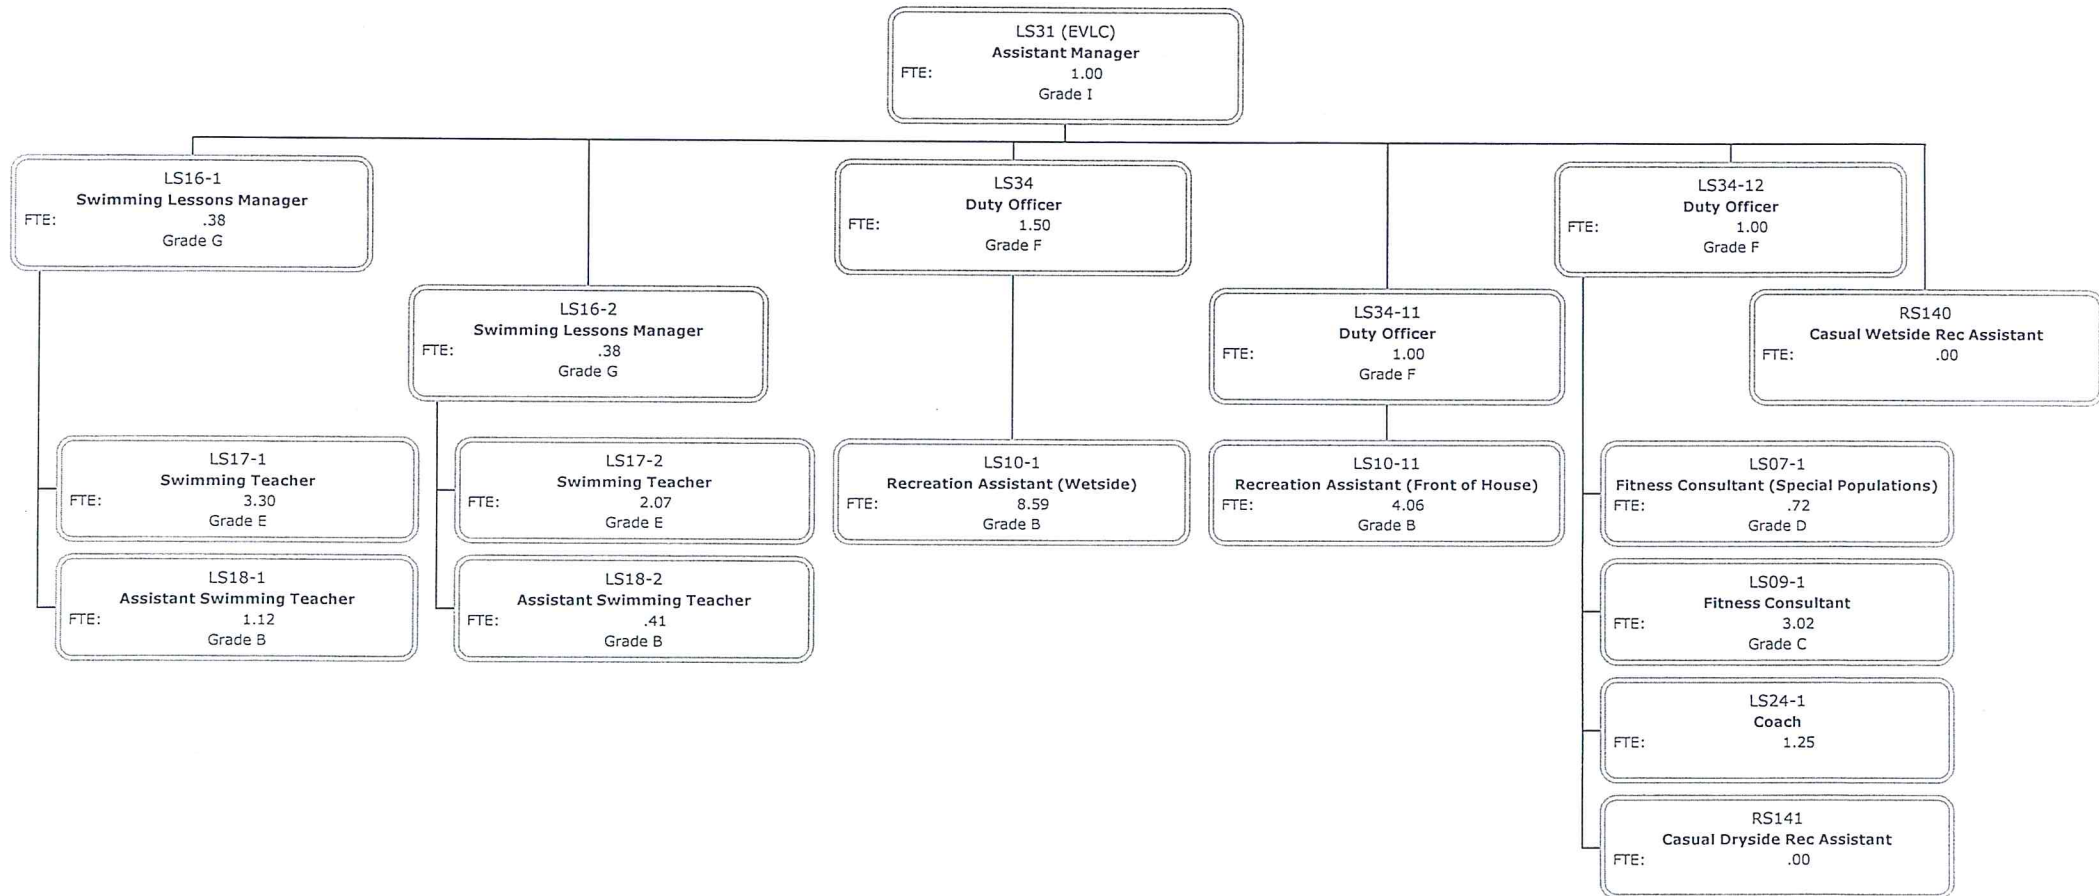 LS31 (EVLC)
Assistant Manager
FTE: 1.00
Grade I
LS16-1
Swimming Lessons Manager
FTE: .38
Grade G
LS34
Duty Officer
FTE: 1.50
Grade F
LS34-12
Duty Officer
FTE: 1.00
Grade F
LS16-2
Swimming Lessons Manager
FTE: .38
Grade G
LS34-11
Duty Officer
FTE: 1.00
Grade F
RS140
Casual Wetside Rec Assistant
FTE: .00
LS17-1
Swimming Teacher
FTE: 3.30
Grade E
LS17-2
Swimming Teacher
FTE: 2.07
Grade E
LS10-1
Recreation Assistant (Wetside)
FTE: 8.59
Grade B
LS10-11
Recreation Assistant (Front of House)
FTE: 4.06
Grade B
LS07-1
Fitness Consultant (Special Populations)
FTE: .72
Grade D
LS18-1
Assistant Swimming Teacher
FTE: 1.12
Grade B
LS18-2
Assistant Swimming Teacher
FTE: .41
Grade B
LS09-1
Fitness Consultant
FTE: 3.02
Grade C
LS24-1
Coach
FTE: 1.25
RS141
Casual Dryside Rec Assistant
FTE: .00